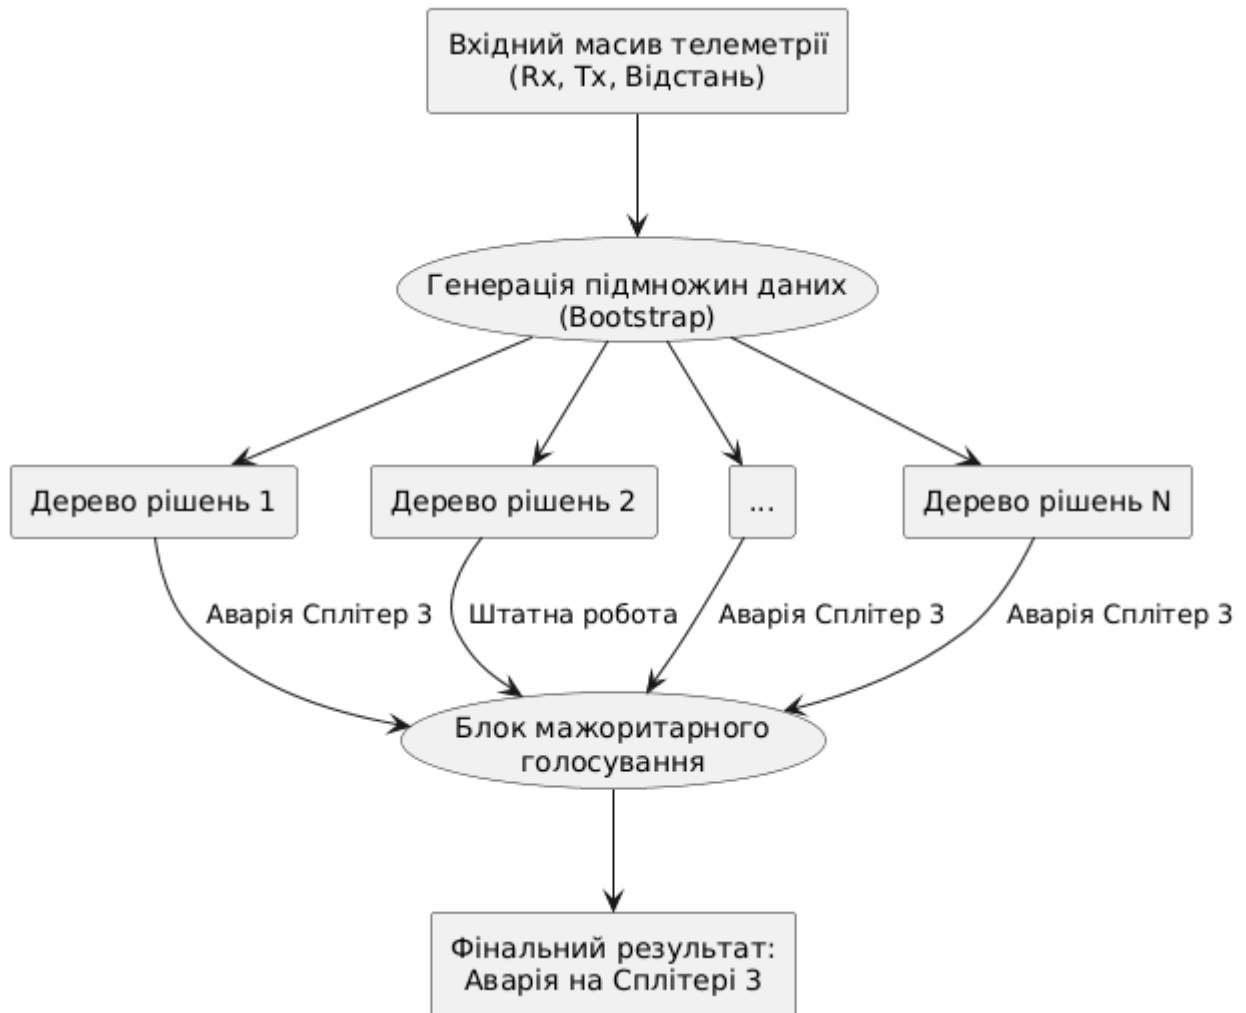 Вхідний масив телеметрії
(Rx, Tx, Відстань)
Генерація підмножин даних
(Bootstrap)
Дерево рішень 1
Дерево рішень 2
...
Дерево рішень N
Аварія Сплітер 3
Штатна робота
Аварія Сплітер 3
Аварія Сплітер 3
Блок мажоритарного
голосування
Фінальний результат:
Аварія на Сплітері 3